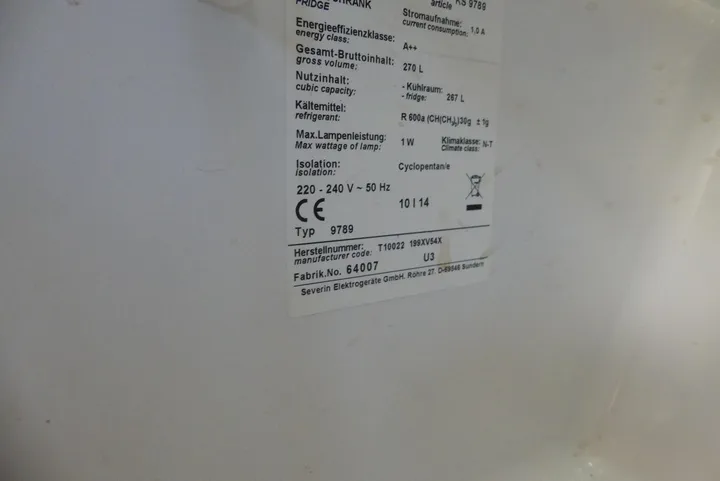 SCHRANK article KS 9789
FRIDGE
Stromaufnahme: 1,0 A
current consumption:
Energieeffizienzklasse: A++
energy class:
Gesamt-Bruttoinhalt: 270 L
gross volume:
Nutzinhalt: - Kühlraum:
cubic capacity: - fridge: 267 L
Kältemittel: R 600a (CH(CH₃)₃)30g ± 1g
refrigerant:
Max.Lampenleistung: 1 W Klimaklasse: N-T
Max wattage of lamp: Climate class:
Isolation: Cyclopentan/e
isolation:
220 - 240 V ~ 50 Hz
CE 10 | 14
Typ 9789
Herstellnummer: T10022 199XV54X
manufacturer code: U3
Fabrik.No. 64007
Severin Elektrogeräte GmbH. Röhre 27. D-59846 Sundern